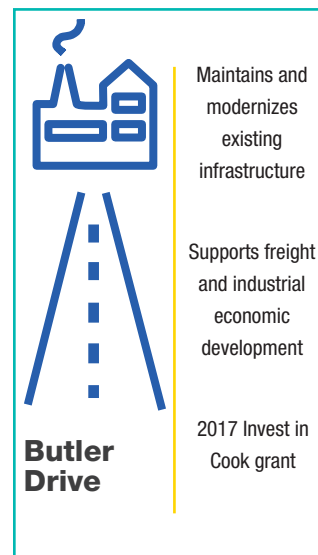 Maintains and
modernizes
existing
infrastructure
Supports freight
and industrial
economic
development
2017 Invest in
Cook grant
Butler
Drive